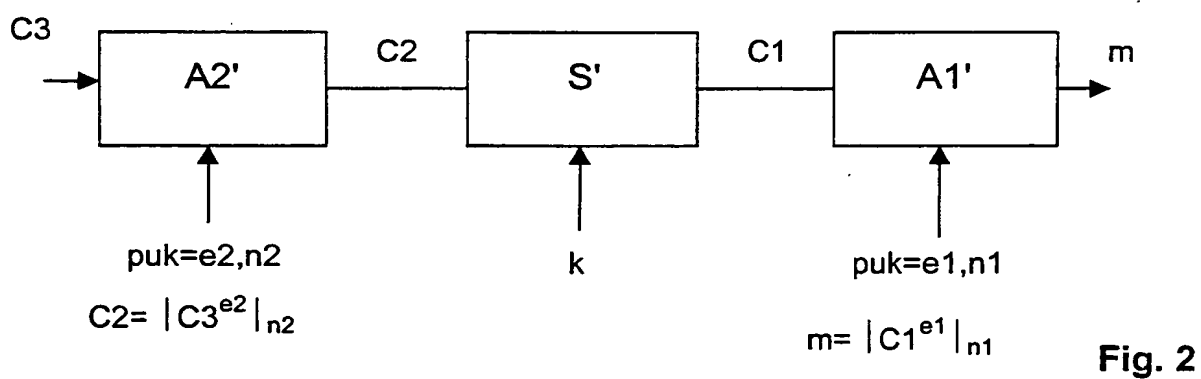 C3
A2'
C2
S'
C1
A1'
m
puk=e2,n2
k
puk=e1,n1
C2= |C3^e2|_n2
m= |C1^e1|_n1
Fig. 2